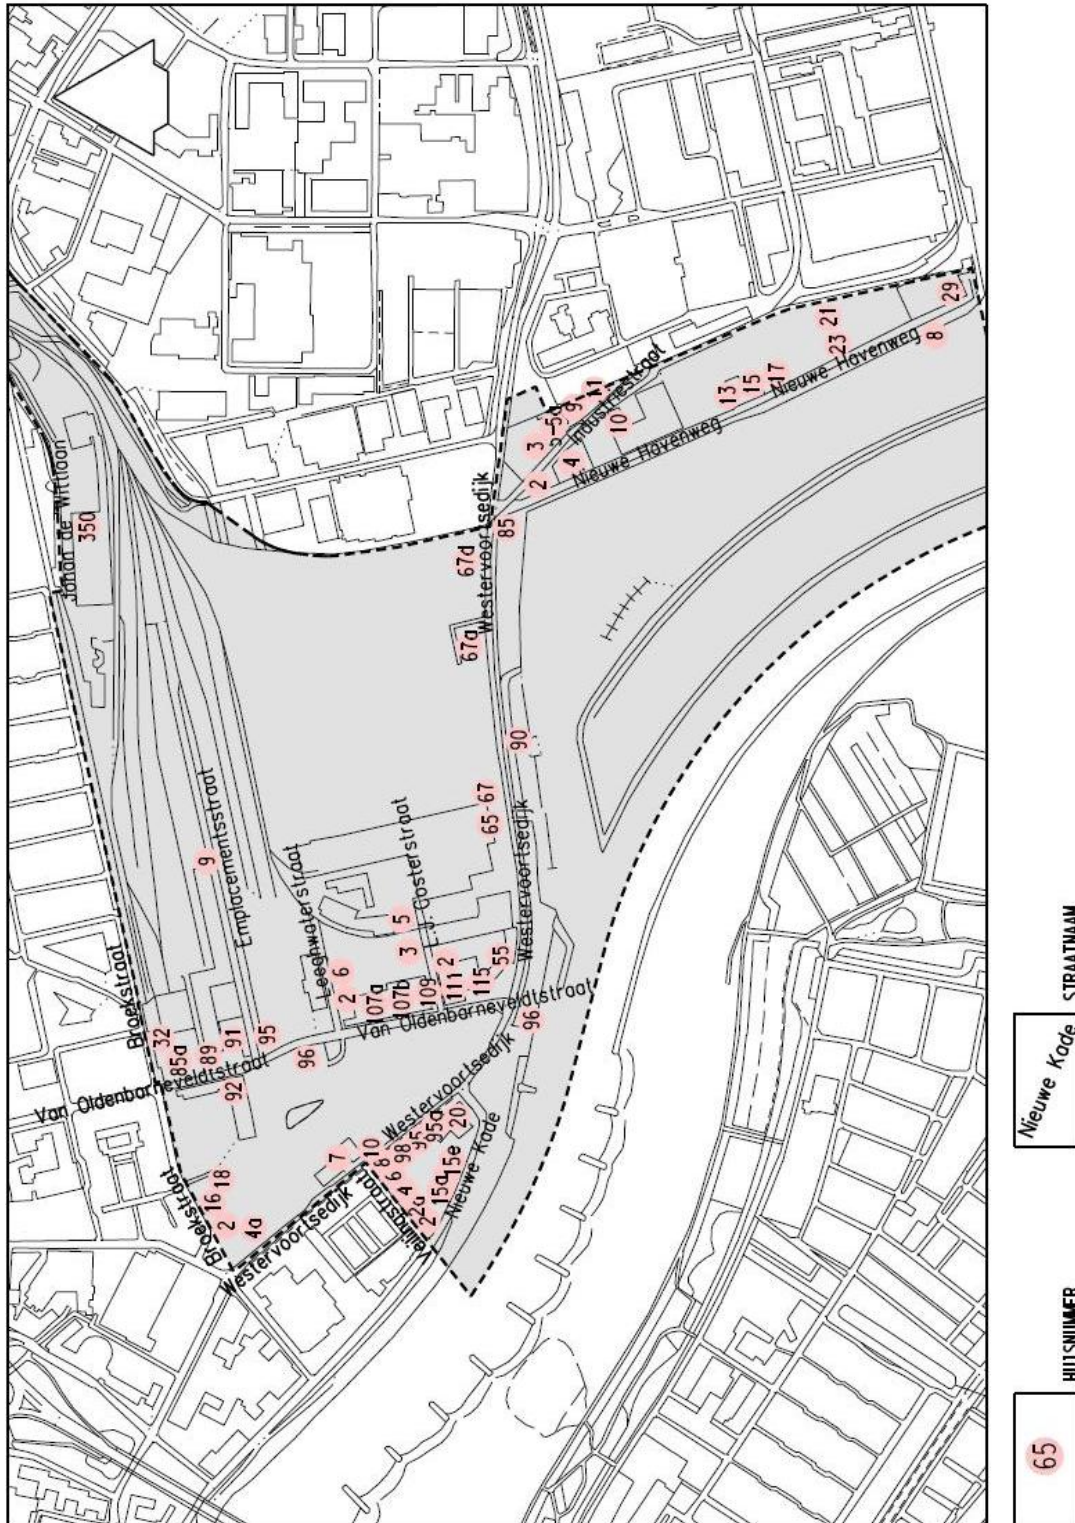 Johan de Wittlaan
350
Broekstraat
32
85a
89
91
95
Van Oldenbarneveldtstraat
92
96
9
Emplacementsstraat
Leeghwaterstraat
2
6
107a
107b
109
111
2
115
55
3
5
L.J. Costerstraat
Van Oldenbarneveldtstraat
65-67
Westervoortsedijk
90
96
67a
67d
Westervoortsedijk
85
2
4
3
9
11
Industriestraat
10
Nieuwe Havenweg
13
15
17
21
23
Nieuwe Havenweg
8
29
Broekstraat
16
18
2
4a
Westervoortsedijk
7
Westervoortsedijk
10
8
6
4
2a
2
Veilingstraat
98
95
95a
20
15a
15e
Nieuwe Kade
65
HUISNUMMER
Nieuwe Kade
STRAATNAAM